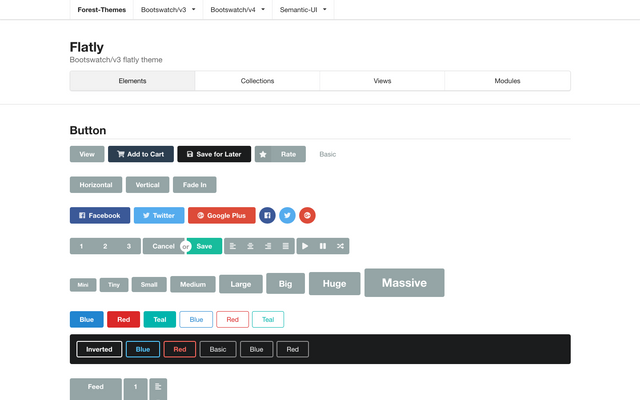 Forest-Themes Bootswatch/v3 Bootswatch/v4 Semantic-UI
Flatly
Bootswatch/v3 flatly theme
Elements Collections Views Modules
Button
View Add to Cart Save for Later Rate Basic
Horizontal Vertical Fade In
Facebook Twitter Google Plus
1 2 3 Cancel or Save
Mini Tiny Small Medium Large Big Huge Massive
Blue Red Teal Blue Red Teal
Inverted Blue Red Basic Blue Red
Feed 1